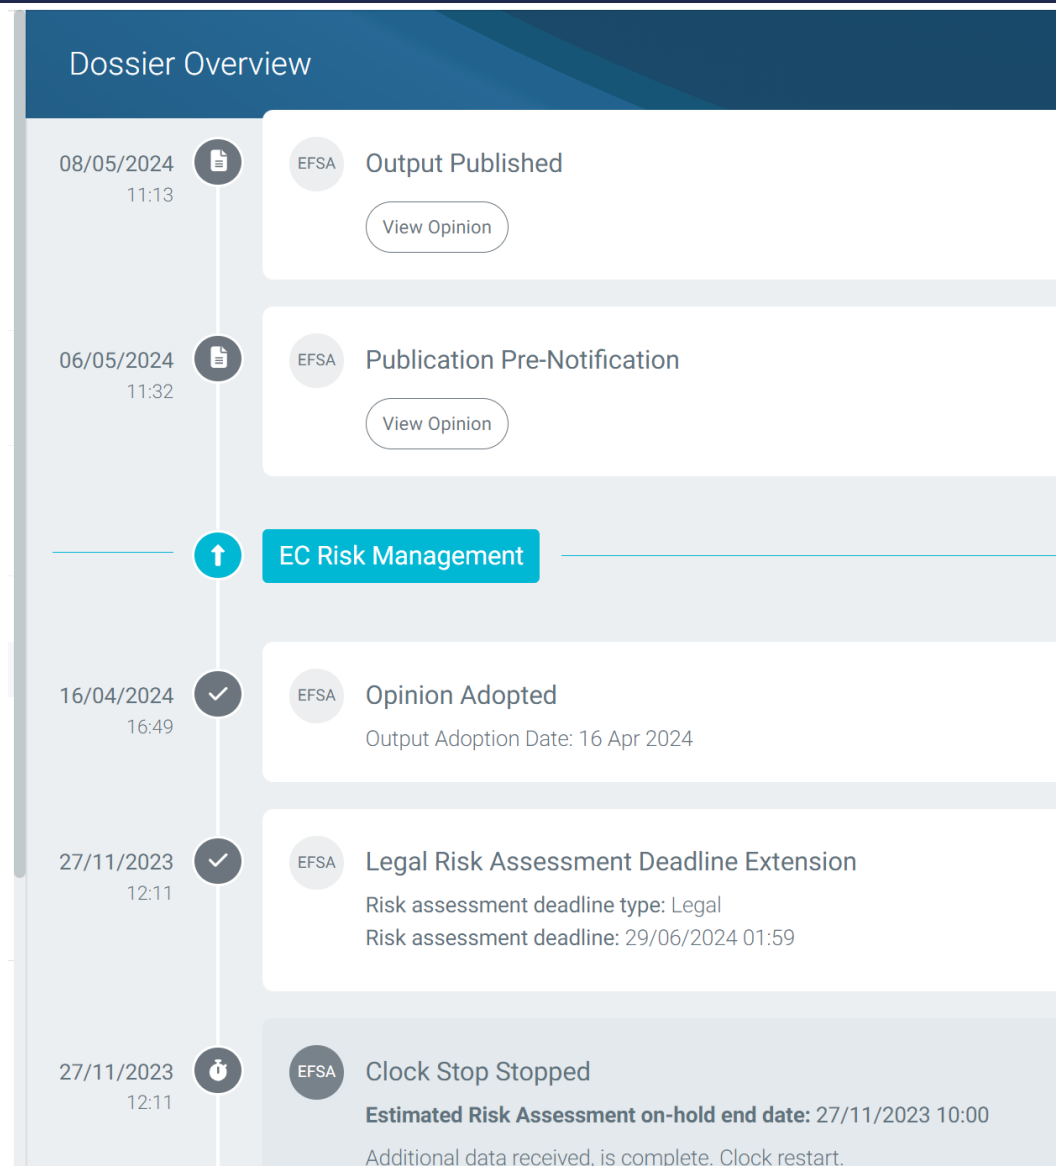 Dossier Overview
08/05/2024
11:13
EFSA
Output Published
View Opinion
06/05/2024
11:32
EFSA
Publication Pre-Notification
View Opinion
EC Risk Management
16/04/2024
16:49
EFSA
Opinion Adopted
Output Adoption Date: 16 Apr 2024
27/11/2023
12:11
EFSA
Legal Risk Assessment Deadline Extension
Risk assessment deadline type: Legal
Risk assessment deadline: 29/06/2024 01:59
27/11/2023
12:11
EFSA
Clock Stop Stopped
Estimated Risk Assessment on-hold end date: 27/11/2023 10:00
Additional data received, is complete. Clock restart.